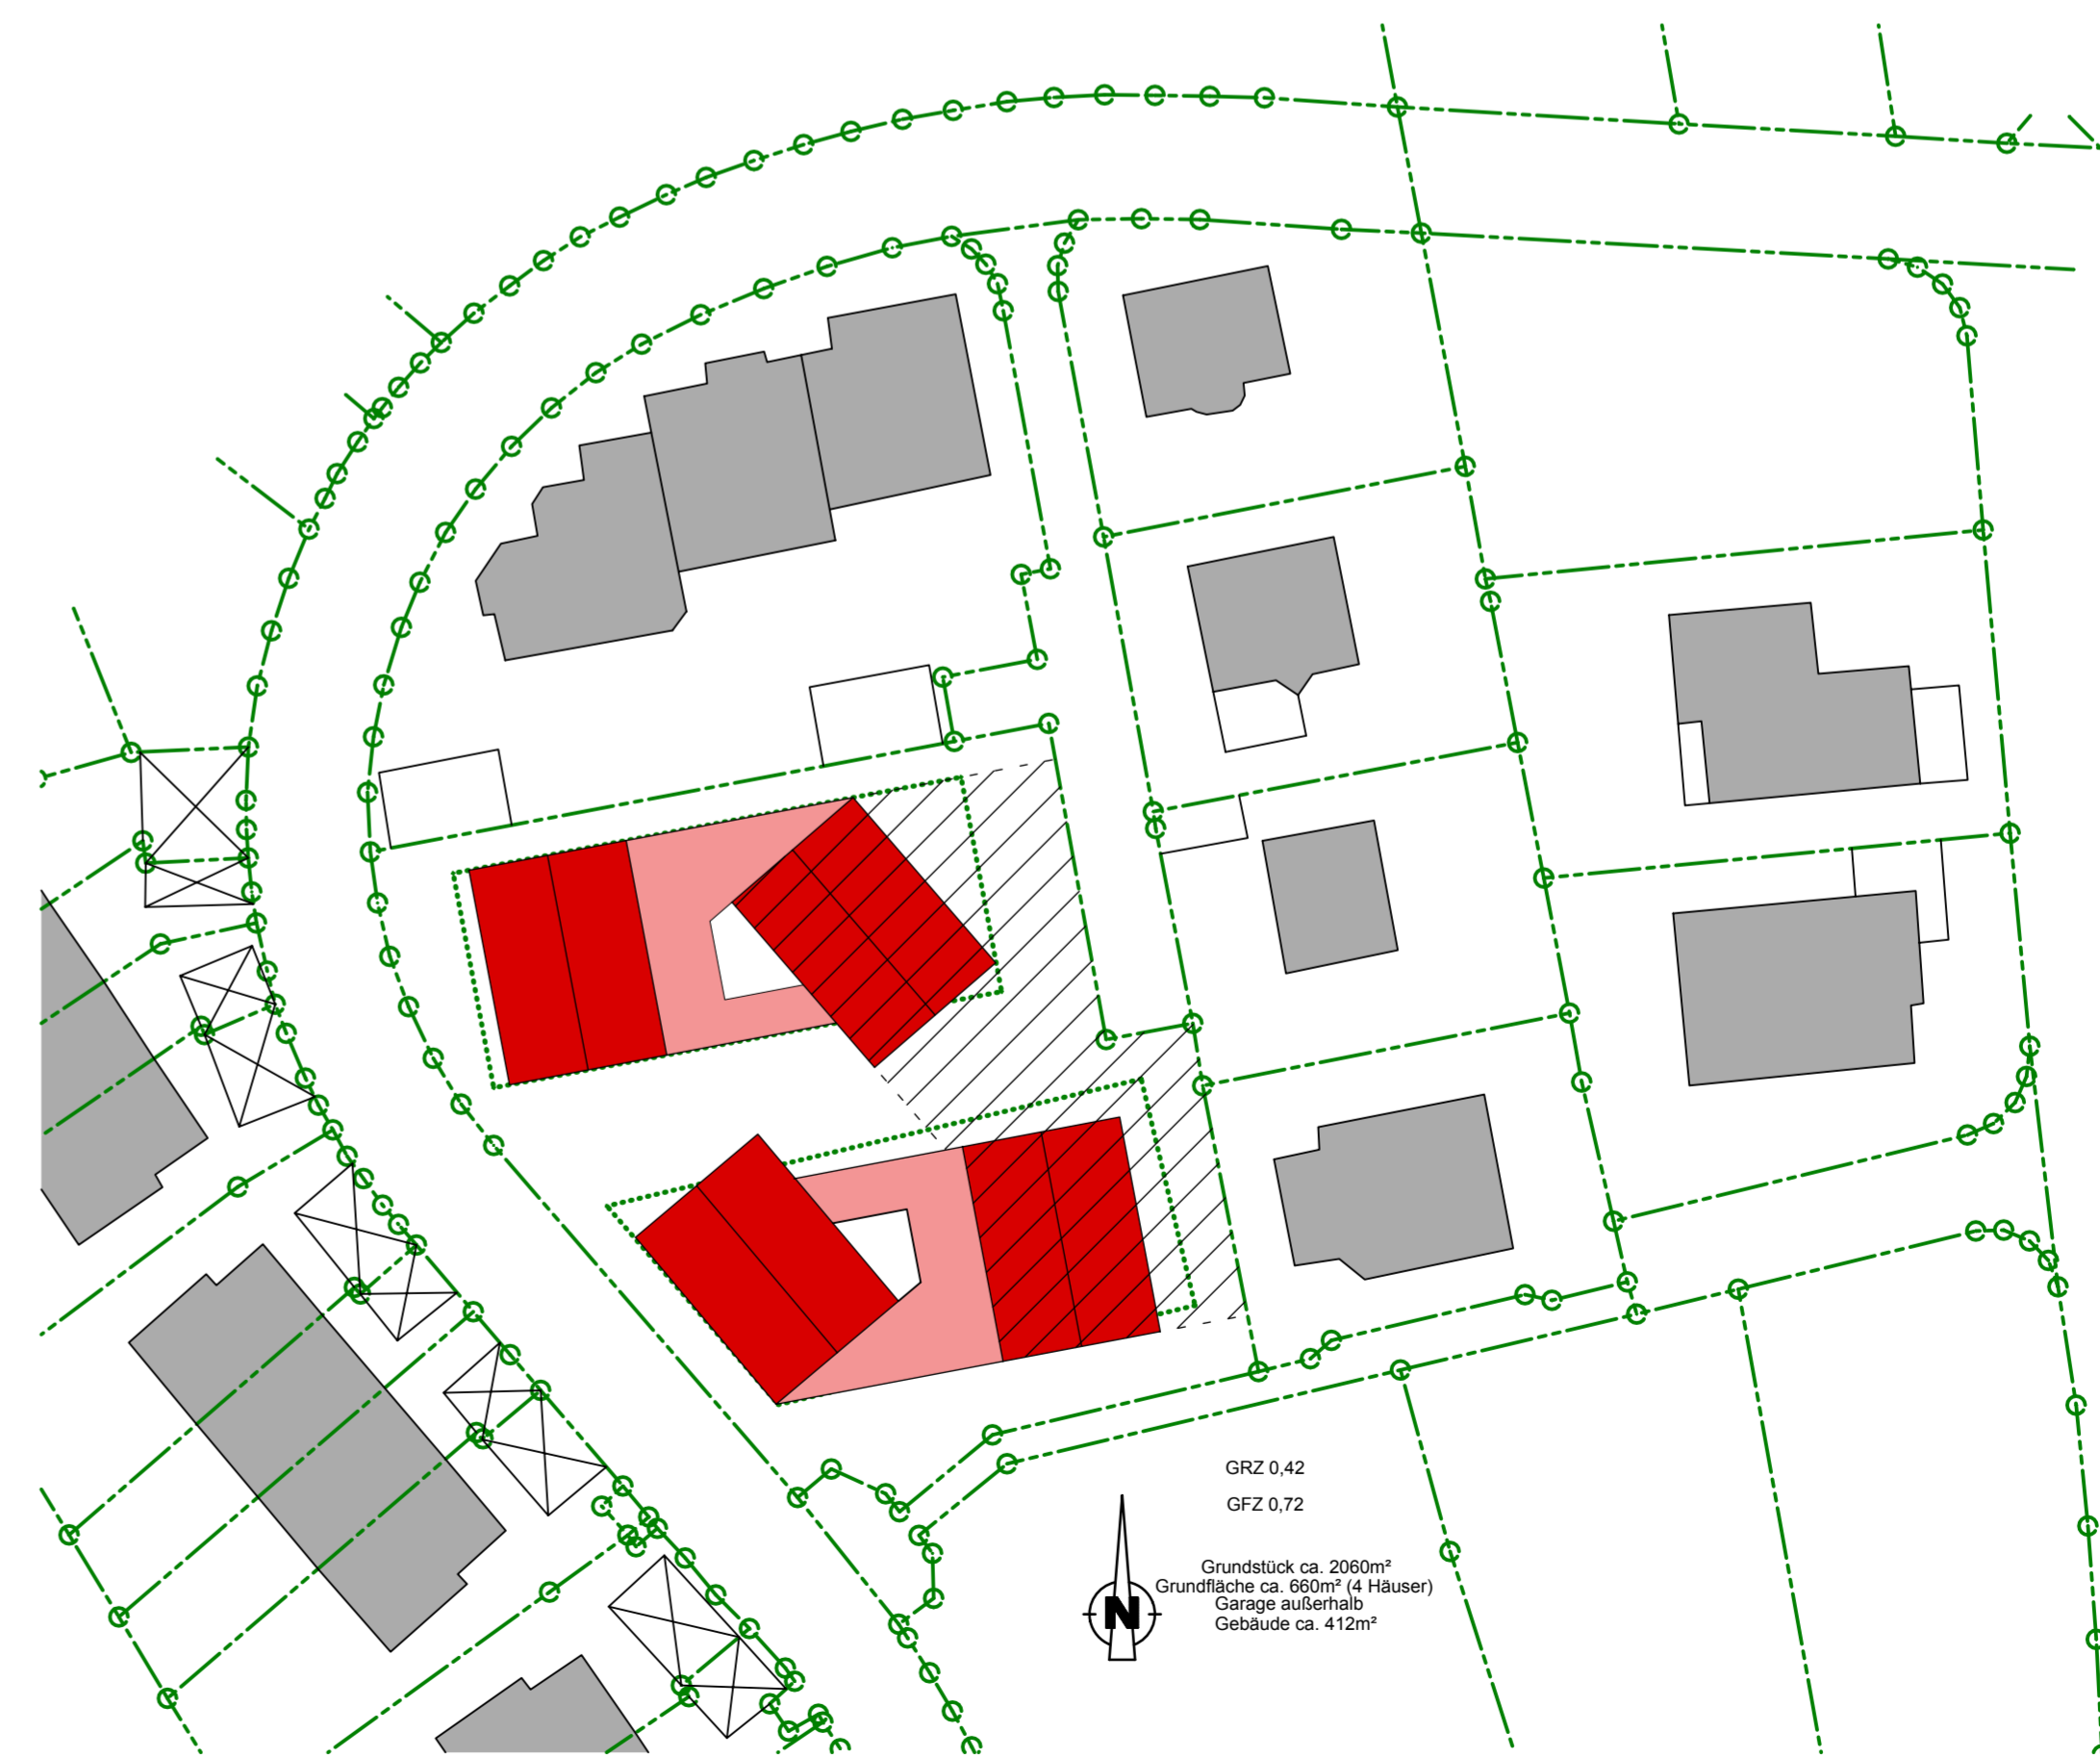 GRZ 0,42
GFZ 0,72
Grundstück ca. 2060m²
Grundfläche ca. 660m² (4 Häuser)
Garage außerhalb
Gebäude ca. 412m²
N